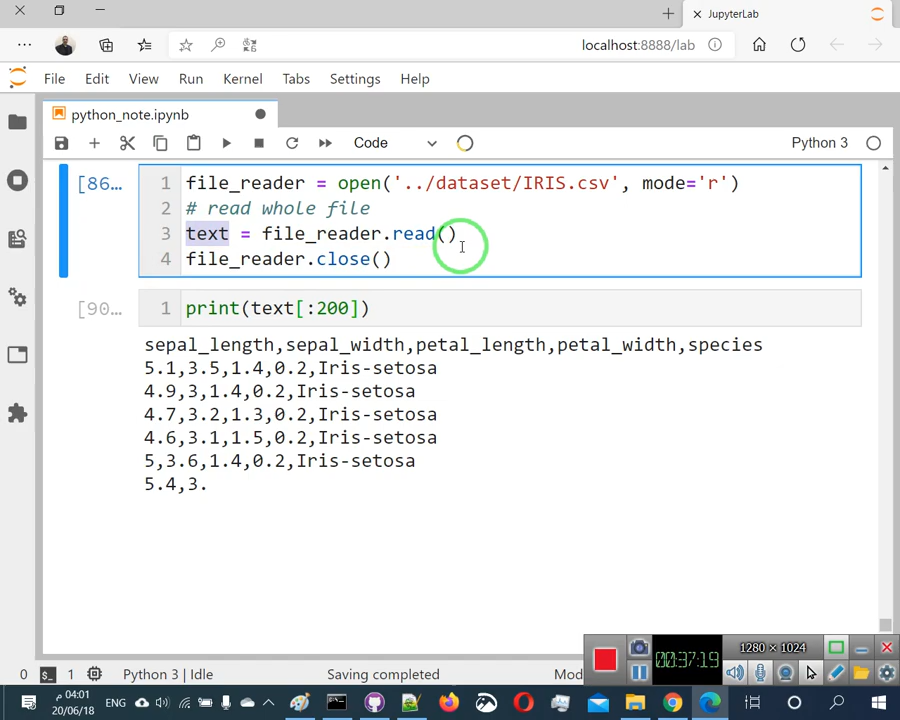 JupyterLab
localhost:8888/lab
File Edit View Run Kernel Tabs Settings Help
python_note.ipynb
Code
Python 3
[86…
1 file_reader = open('../dataset/IRIS.csv', mode='r')
2 # read whole file
3 text = file_reader.read()
4 file_reader.close()
[90…
1 print(text[:200])
sepal_length,sepal_width,petal_length,petal_width,species
5.1,3.5,1.4,0.2,Iris-setosa
4.9,3,1.4,0.2,Iris-setosa
4.7,3.2,1.3,0.2,Iris-setosa
4.6,3.1,1.5,0.2,Iris-setosa
5,3.6,1.4,0.2,Iris-setosa
5.4,3.
1280 × 1024
00:37:19
0 $_ 1 Python 3 | Idle Saving completed Mod
04:01 م
20/06/18
ENG